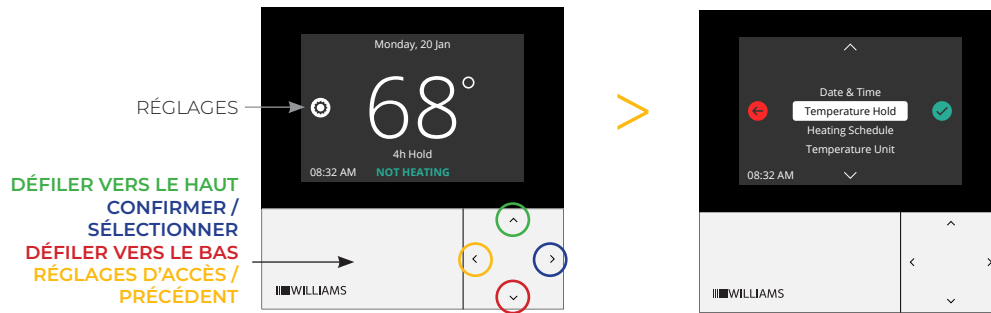 Monday, 20 Jan
RÉGLAGES
68°
4h Hold
08:32 AM NOT HEATING
DÉFILER VERS LE HAUT
CONFIRMER /
SÉLECTIONNER
DÉFILER VERS LE BAS
RÉGLAGES D'ACCÈS /
PRÉCÉDENT
WILLIAMS
>
Date & Time
Temperature Hold
Heating Schedule
Temperature Unit
08:32 AM
WILLIAMS